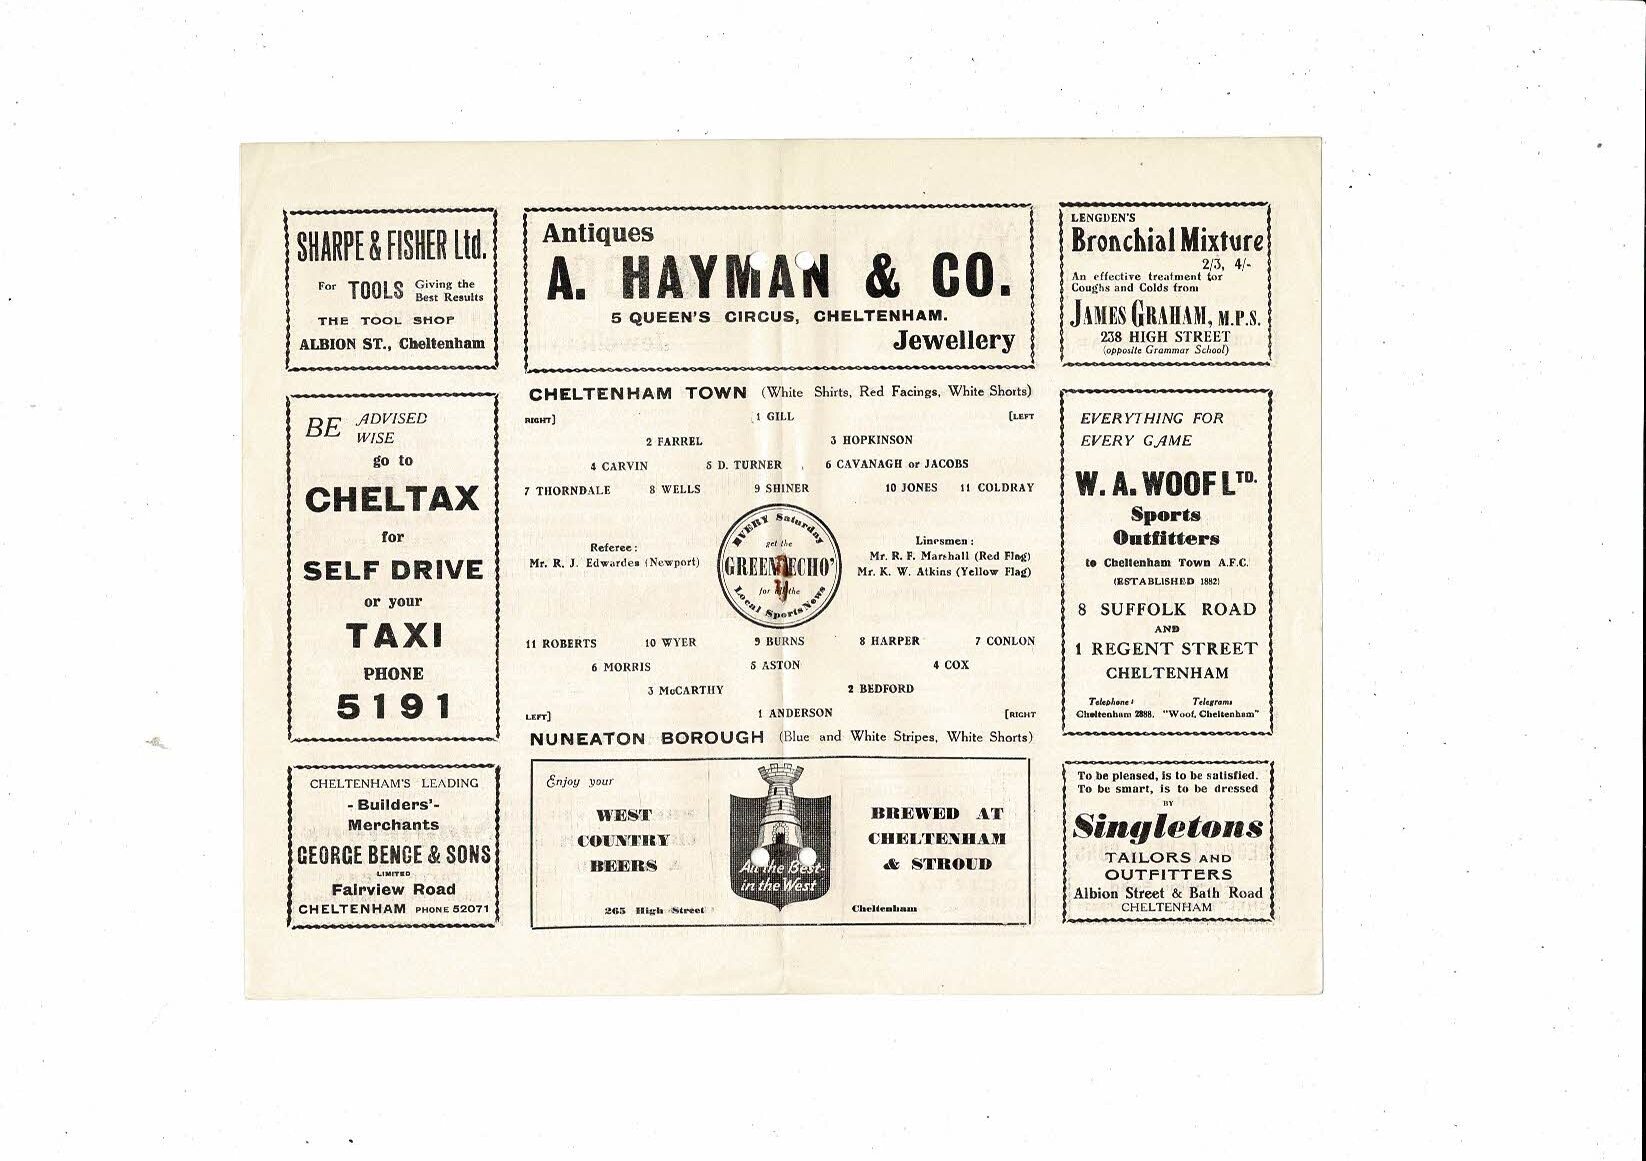 SHARPE & FISHER Ltd.
For TOOLS Giving the
Best Results
THE TOOL SHOP
ALBION ST., Cheltenham
Antiques
A. HAYMAN & CO.
5 QUEEN'S CIRCUS, CHELTENHAM.
Jewellery
LENGDEN'S
Bronchial Mixture
2/3, 4/-
An effective treatment for
Coughs and Colds from
JAMES GRAHAM, M.P.S.
238 HIGH STREET
(opposite Grammar School)
BE ADVISED
WISE
go to
CHELTAX
for
SELF DRIVE
or your
TAXI
PHONE
5191
CHELTENHAM TOWN (White Shirts, Red Facings, White Shorts)
RIGHT] 1 GILL [LEFT
2 FARREL 3 HOPKINSON
4 CARVIN 5 D. TURNER 6 CAVANAGH or JACOBS
7 THORNDALE 8 WELLS 9 SHINER 10 JONES 11 COLDRAY
Referee :
Mr. R. J. Edwardes (Newport)
EVERY Saturday
get the
GREEN 'ECHO'
for all the
Local Sports News
Linesmen :
Mr. R. F. Marshall (Red Flag)
Mr. K. W. Atkins (Yellow Flag)
11 ROBERTS 10 WYER 9 BURNS 8 HARPER 7 CONLON
6 MORRIS 5 ASTON 4 COX
3 McCARTHY 2 BEDFORD
LEFT] 1 ANDERSON [RIGHT
NUNEATON BOROUGH (Blue and White Stripes, White Shorts)
EVERYTHING FOR
EVERY GAME
W. A. WOOF LTD.
Sports
Outfitters
to Cheltenham Town A.F.C.
(ESTABLISHED 1882)
8 SUFFOLK ROAD
AND
1 REGENT STREET
CHELTENHAM
Telephone : Telegrams
Cheltenham 2888. "Woof, Cheltenham"
CHELTENHAM'S LEADING
- Builders'-
Merchants
GEORGE BENCE & SONS
LIMITED
Fairview Road
CHELTENHAM PHONE 52071
Enjoy your
WEST
COUNTRY
BEERS
265 High Street
All the Best
in the West
BREWED AT
CHELTENHAM
& STROUD
Cheltenham
To be pleased, is to be satisfied.
To be smart, is to be dressed
BY
Singletons
TAILORS AND
OUTFITTERS
Albion Street & Bath Road
CHELTENHAM